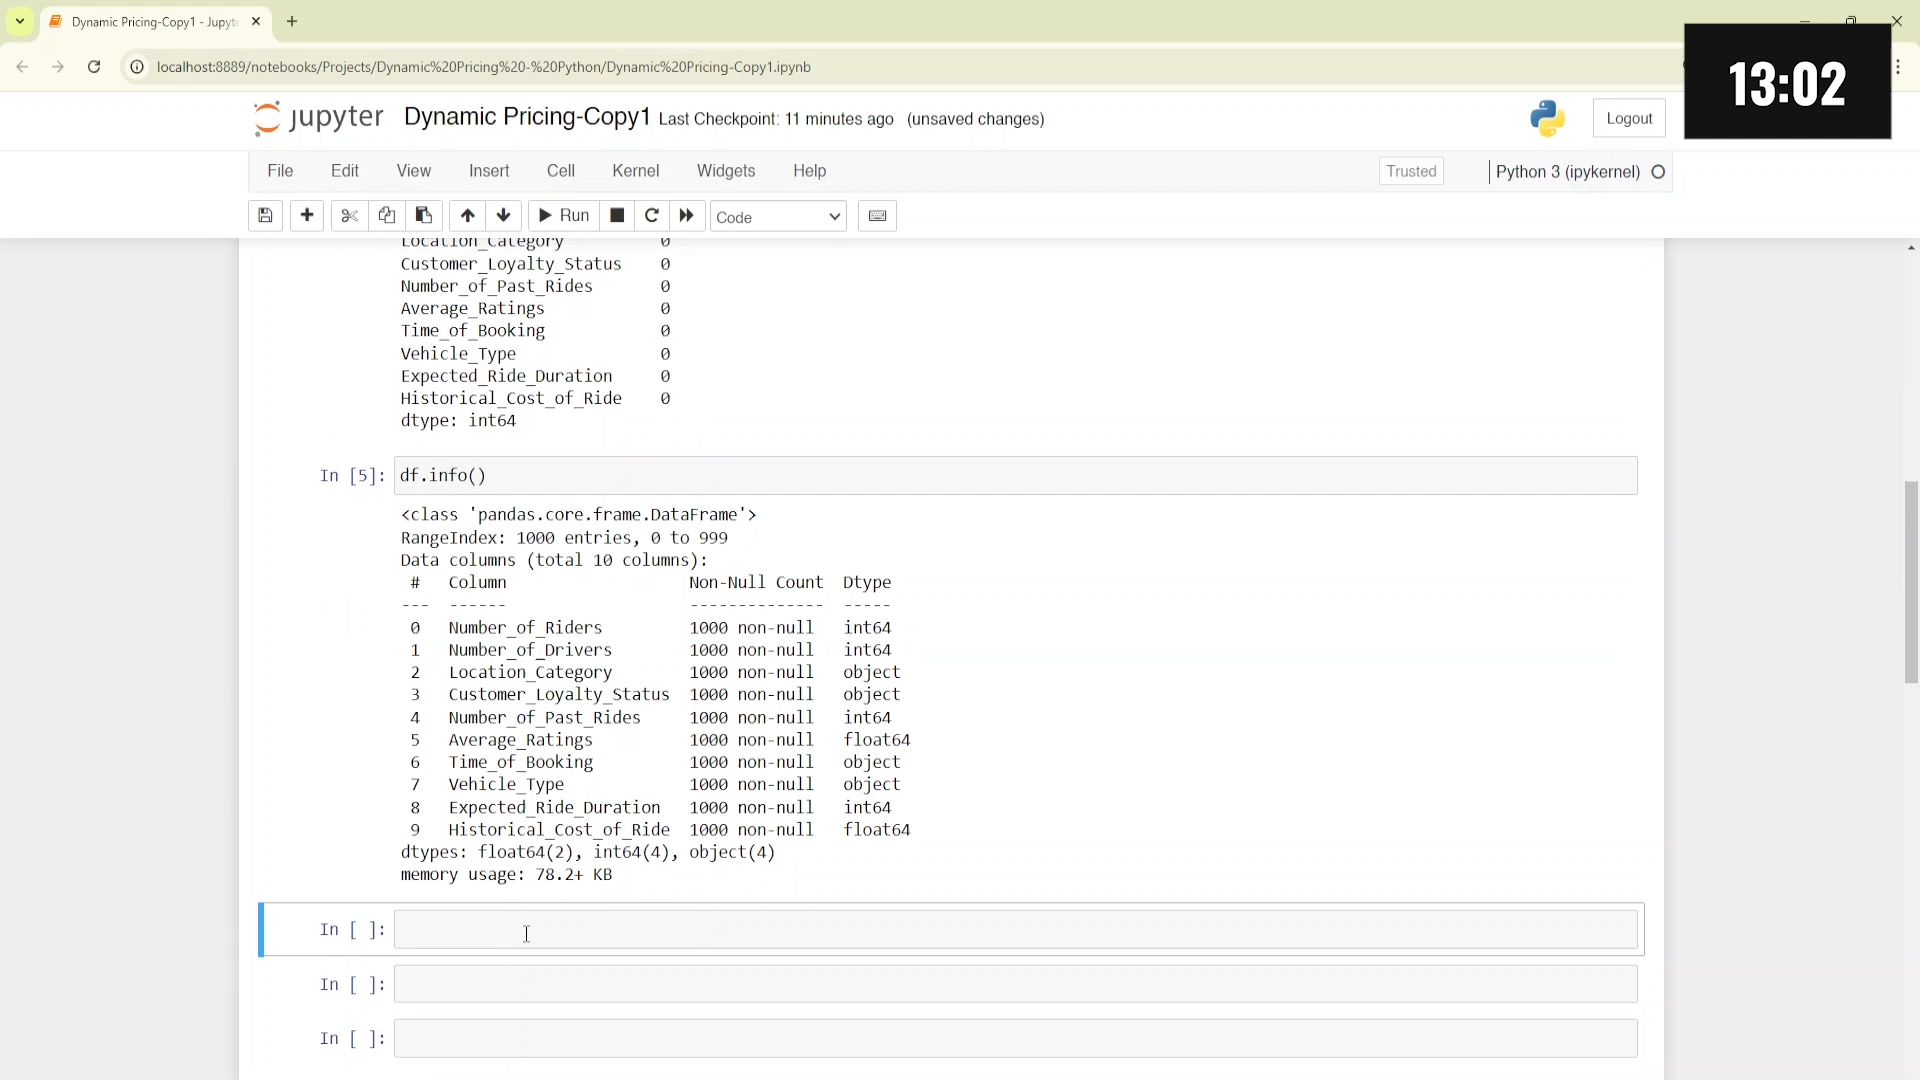 Dynamic Pricing-Copy1 - Jupyte
localhost:8889/notebooks/Projects/Dynamic%20Pricing%20-%20Python/Dynamic%20Pricing-Copy1.ipynb
13:02
jupyter Dynamic Pricing-Copy1 Last Checkpoint: 11 minutes ago (unsaved changes)
Logout
File Edit View Insert Cell Kernel Widgets Help
Trusted
Python 3 (ipykernel)
Run
Code
Location_Category 0
Customer_Loyalty_Status 0
Number_of_Past_Rides 0
Average_Ratings 0
Time_of_Booking 0
Vehicle_Type 0
Expected_Ride_Duration 0
Historical_Cost_of_Ride 0
dtype: int64
In [5]: df.info()
<class 'pandas.core.frame.DataFrame'>
RangeIndex: 1000 entries, 0 to 999
Data columns (total 10 columns):
# Column Non-Null Count Dtype
--- ------ -------------- -----
0 Number_of_Riders 1000 non-null int64
1 Number_of_Drivers 1000 non-null int64
2 Location_Category 1000 non-null object
3 Customer_Loyalty_Status 1000 non-null object
4 Number_of_Past_Rides 1000 non-null int64
5 Average_Ratings 1000 non-null float64
6 Time_of_Booking 1000 non-null object
7 Vehicle_Type 1000 non-null object
8 Expected_Ride_Duration 1000 non-null int64
9 Historical_Cost_of_Ride 1000 non-null float64
dtypes: float64(2), int64(4), object(4)
memory usage: 78.2+ KB
In [ ]:
In [ ]:
In [ ]: